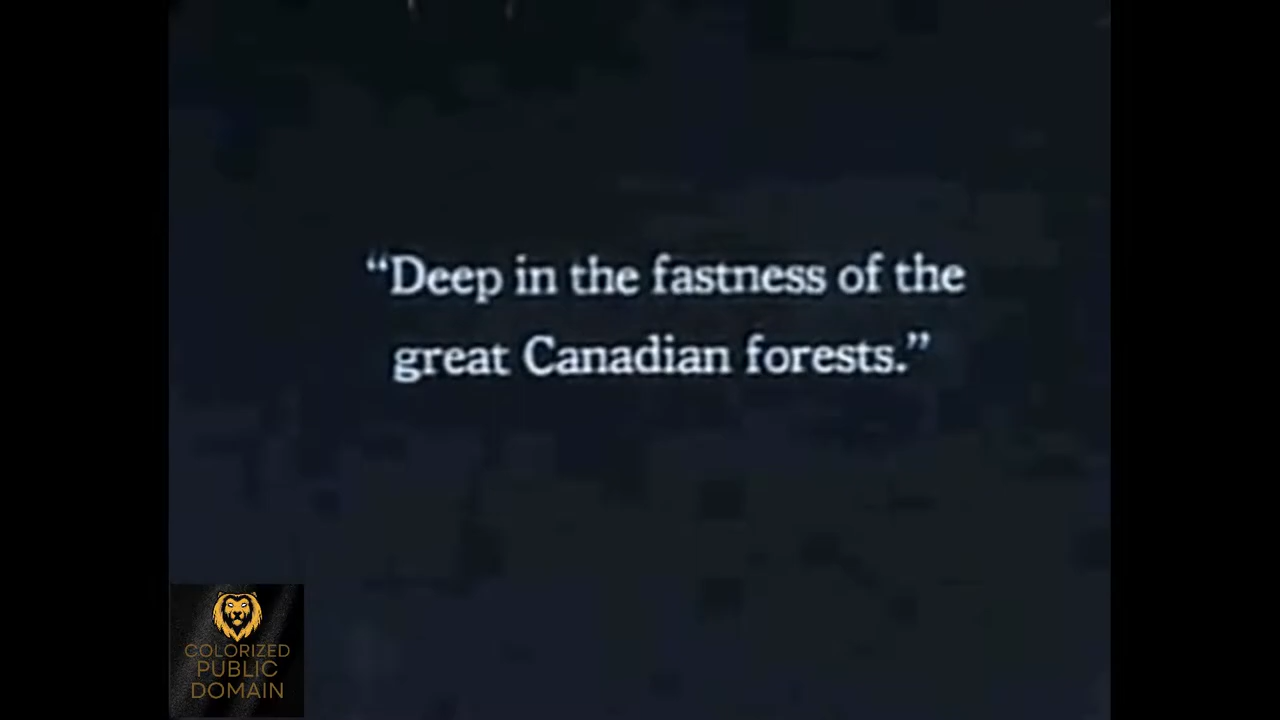 “Deep in the fastness of the
great Canadian forests.”
COLORIZED
PUBLIC
DOMAIN